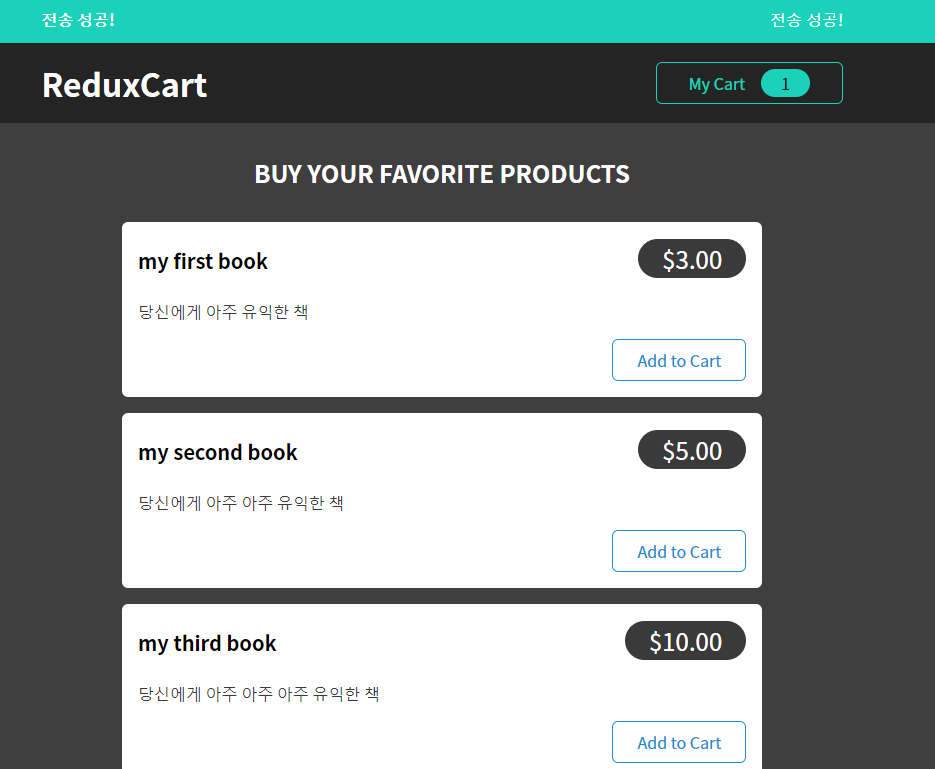 전송 성공!
전송 성공!
ReduxCart
My Cart 1
BUY YOUR FAVORITE PRODUCTS
my first book
$3.00
당신에게 아주 유익한 책
Add to Cart
my second book
$5.00
당신에게 아주 아주 유익한 책
Add to Cart
my third book
$10.00
당신에게 아주 아주 아주 유익한 책
Add to Cart